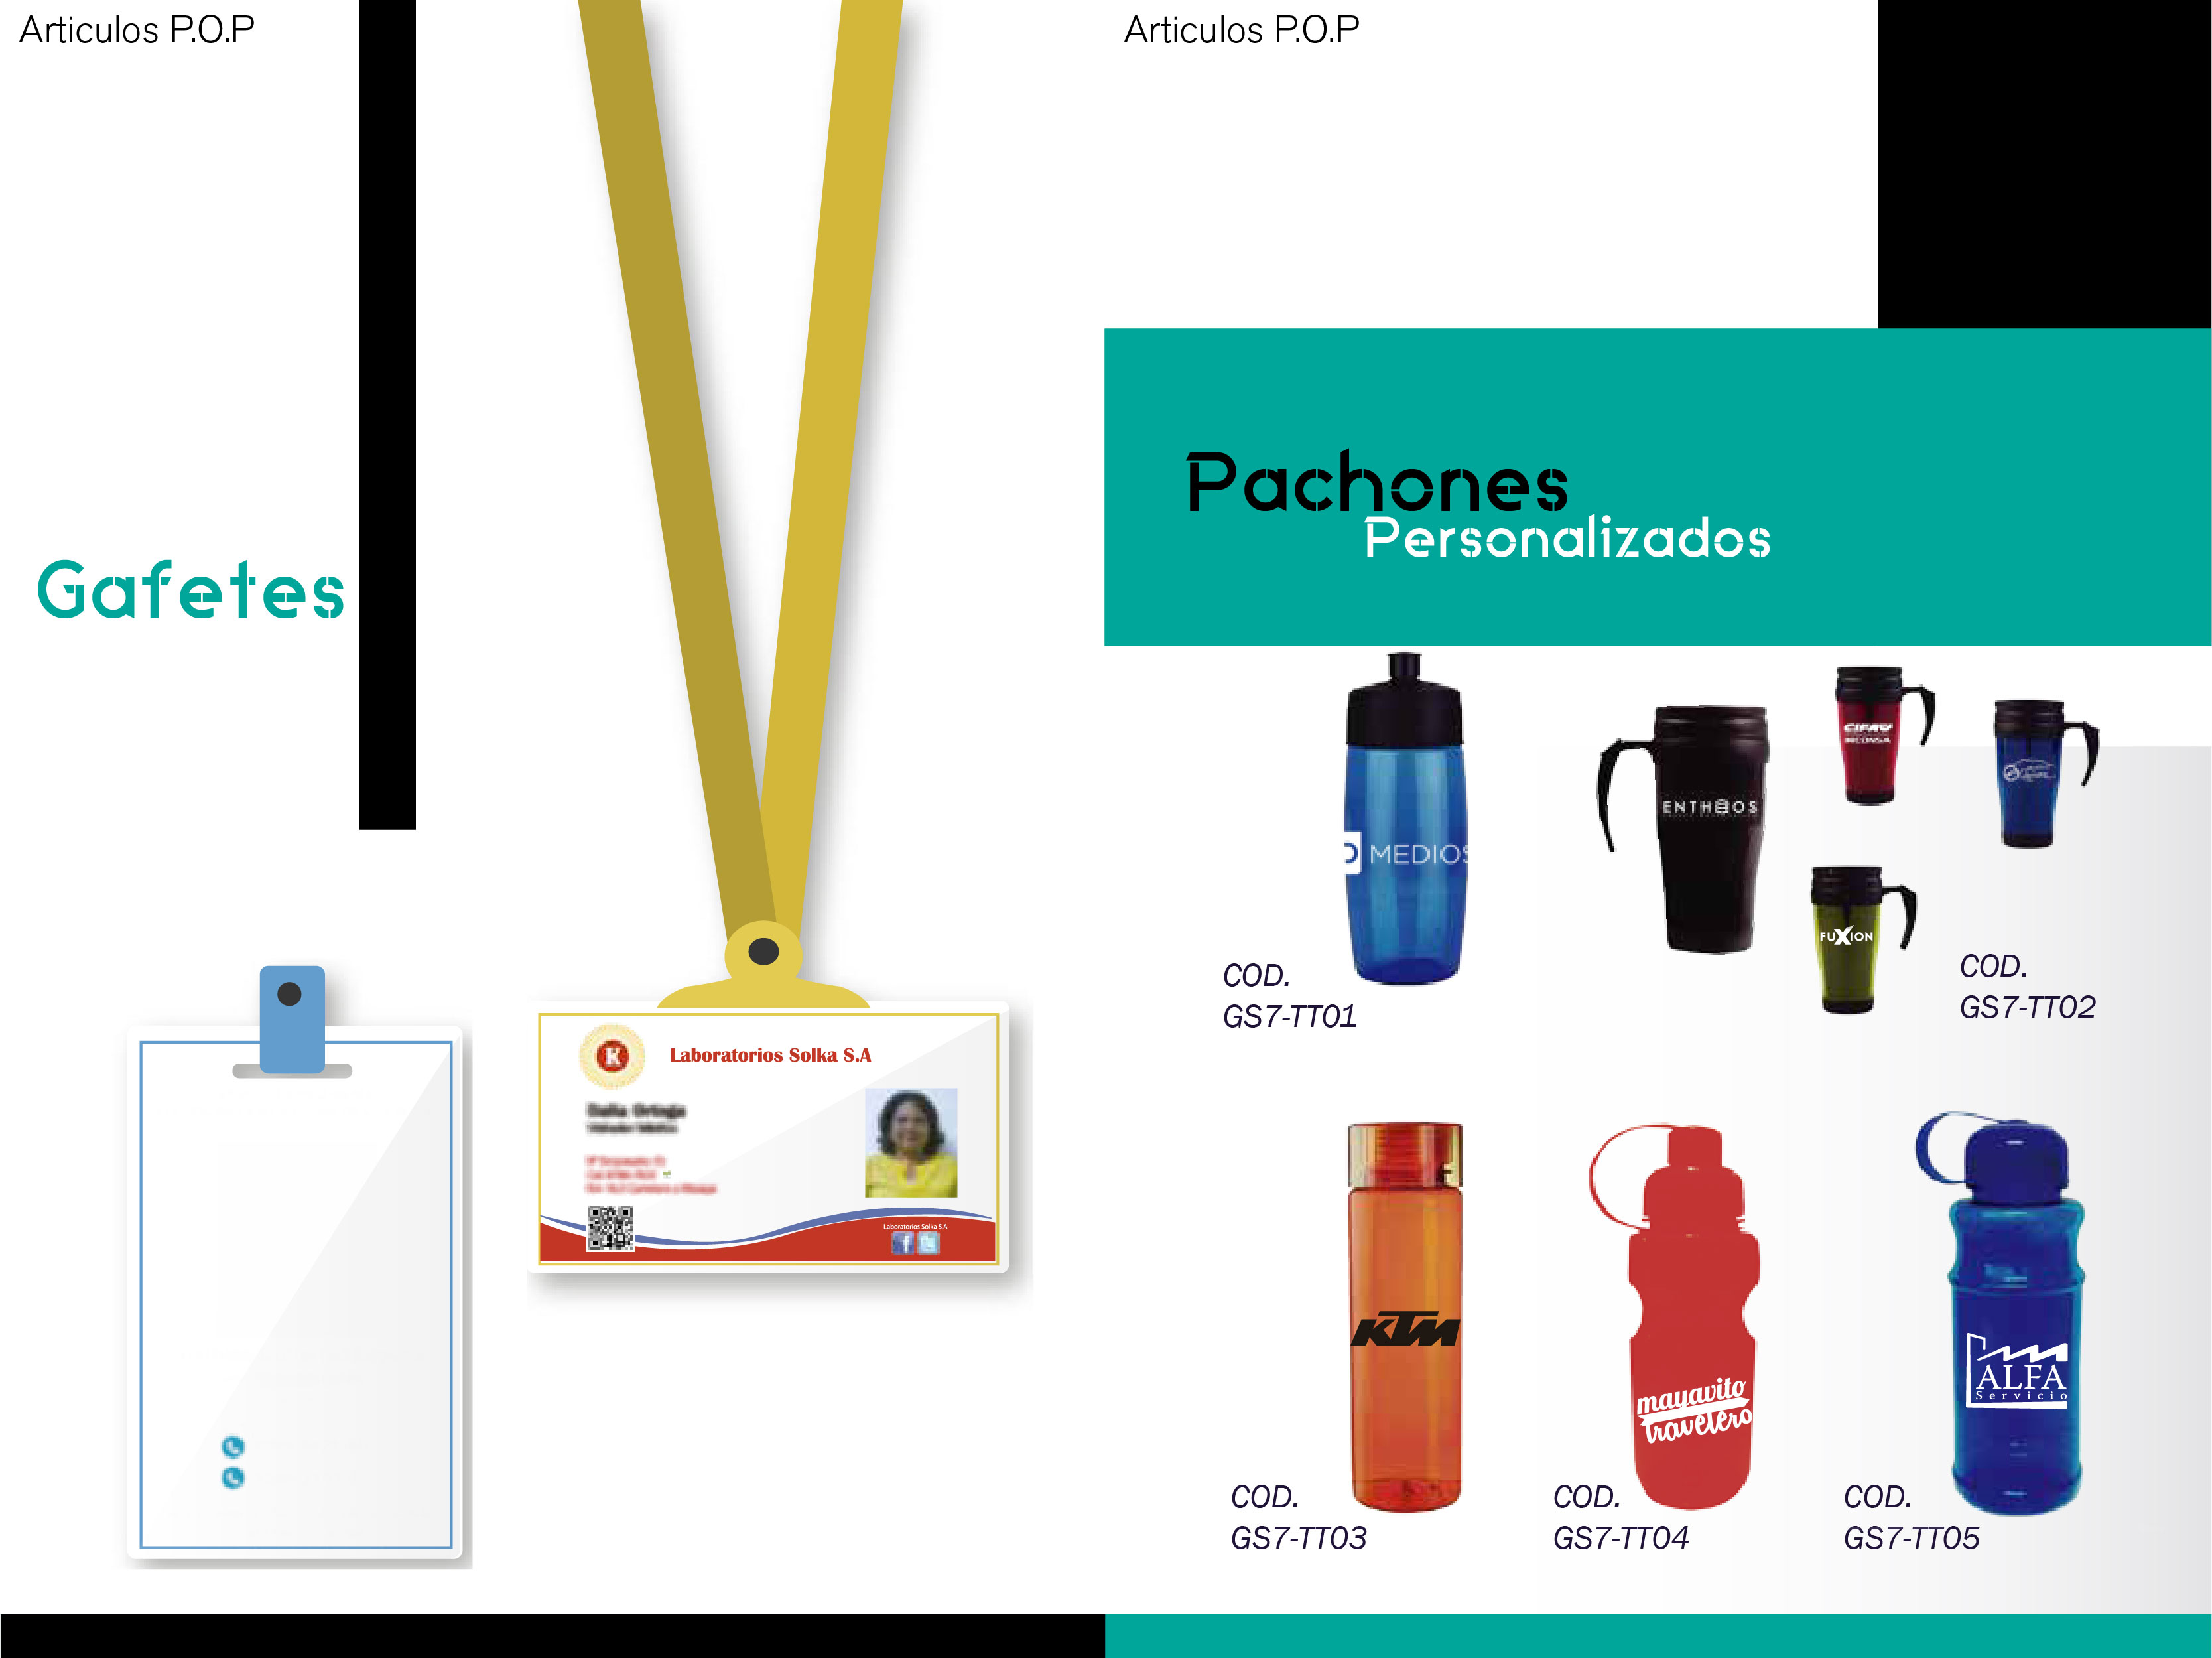 Articulos P.O.P
Gafetes
Laboratorios Solka S.A
Laboratorios Solka S.A
Articulos P.O.P
Pachones
Personalizados
MEDIOS
COD.
GS7-TT01
ENTHEOS
FUXION
COD.
GS7-TT02
KTM
COD.
GS7-TT03
mayavito
travelero
COD.
GS7-TT04
ALFA
Servicio
COD.
GS7-TT05